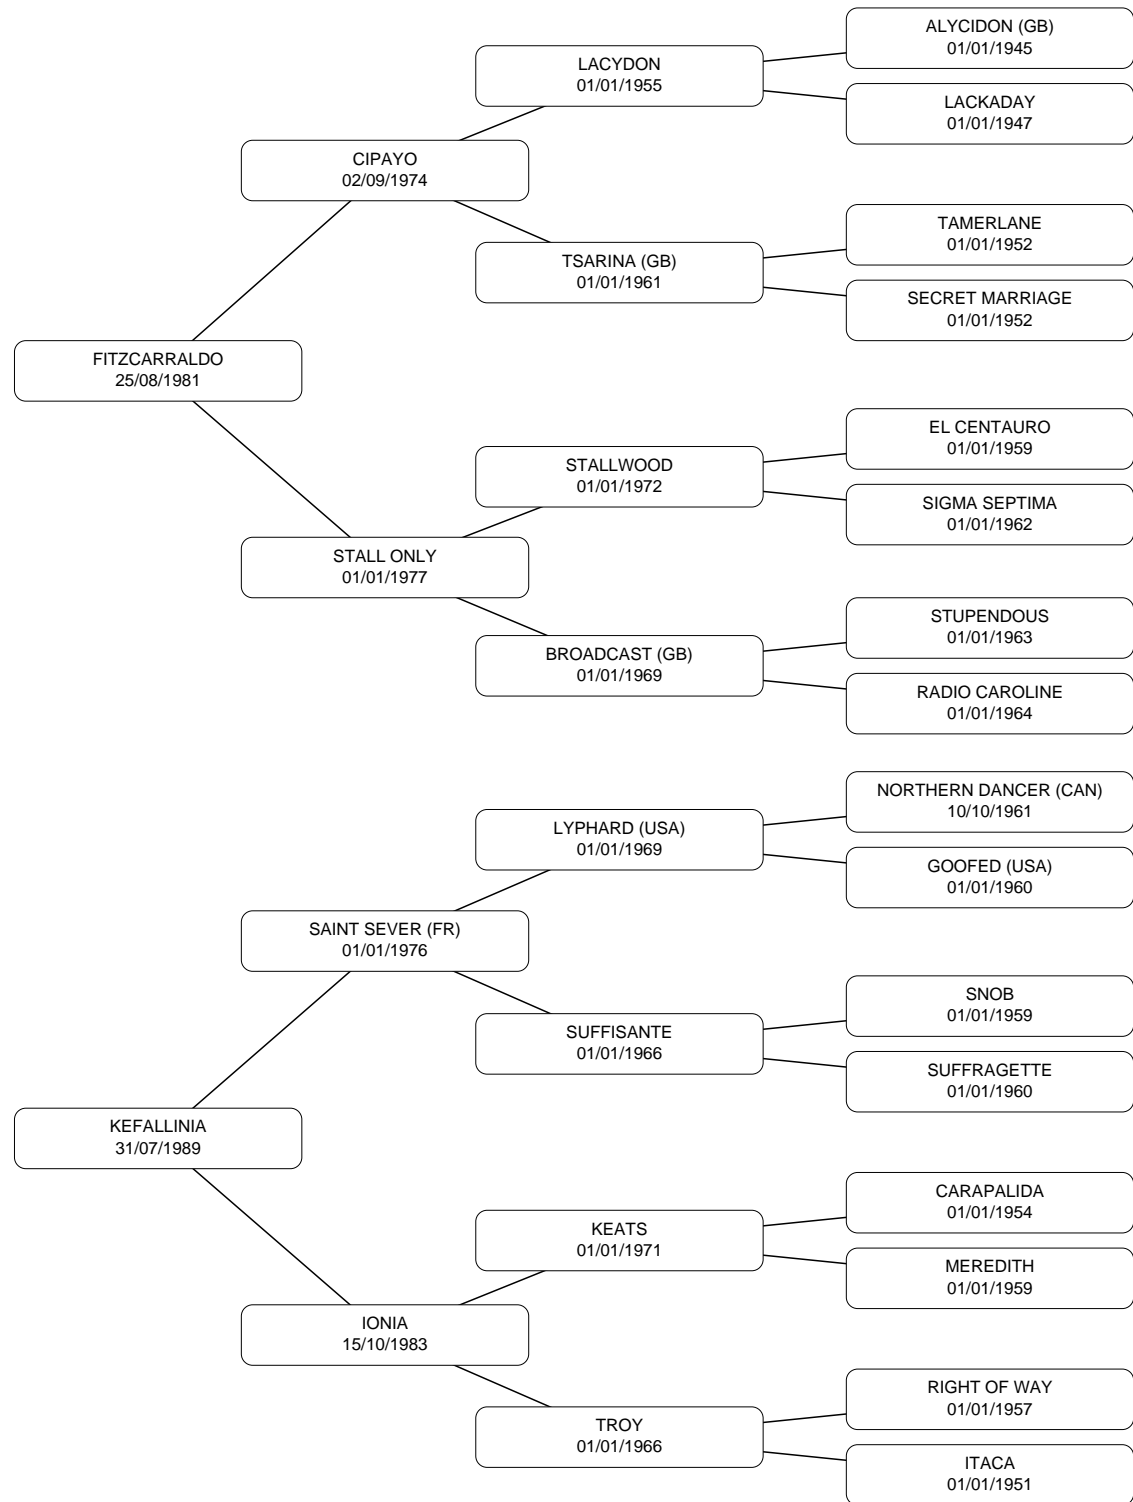 ALYCIDON (GB)
01/01/1945
LACYDON
01/01/1955
LACKADAY
01/01/1947
CIPAYO
02/09/1974
TAMERLANE
01/01/1952
TSARINA (GB)
01/01/1961
SECRET MARRIAGE
01/01/1952
FITZCARRALDO
25/08/1981
EL CENTAURO
01/01/1959
STALLWOOD
01/01/1972
SIGMA SEPTIMA
01/01/1962
STALL ONLY
01/01/1977
STUPENDOUS
01/01/1963
BROADCAST (GB)
01/01/1969
RADIO CAROLINE
01/01/1964
NORTHERN DANCER (CAN)
10/10/1961
LYPHARD (USA)
01/01/1969
GOOFED (USA)
01/01/1960
SAINT SEVER (FR)
01/01/1976
SNOB
01/01/1959
SUFFISANTE
01/01/1966
SUFFRAGETTE
01/01/1960
KEFALLINIA
31/07/1989
CARAPALIDA
01/01/1954
KEATS
01/01/1971
MEREDITH
01/01/1959
IONIA
15/10/1983
RIGHT OF WAY
01/01/1957
TROY
01/01/1966
ITACA
01/01/1951